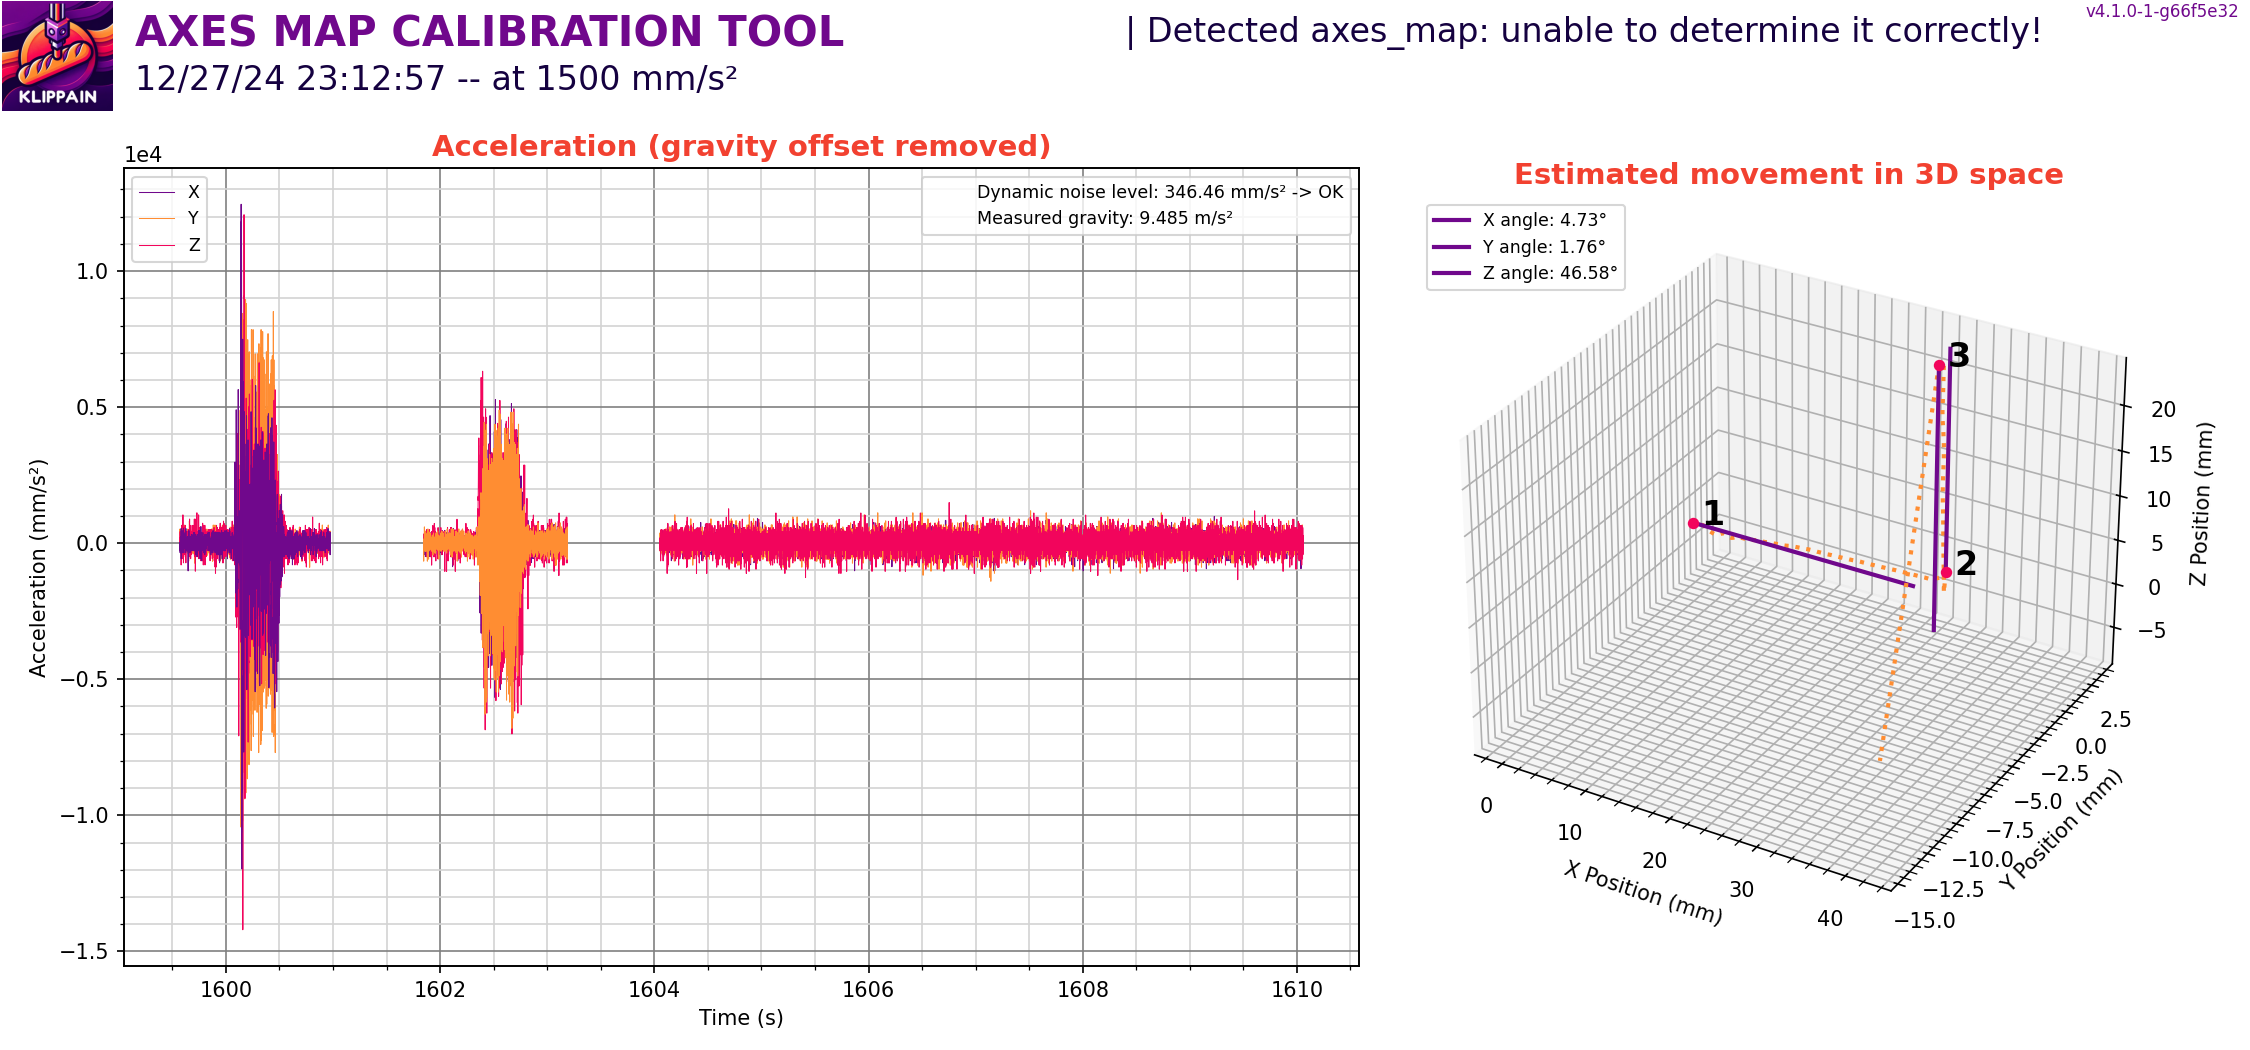 KLIPPAIN
AXES MAP CALIBRATION TOOL
12/27/24 23:12:57 -- at 1500 mm/s²
| Detected axes_map: unable to determine it correctly!
v4.1.0-1-g66f5e32
Acceleration (gravity offset removed)
1e4
X
Y
Z
Dynamic noise level: 346.46 mm/s² -> OK
Measured gravity: 9.485 m/s²
1.0
0.5
0.0
−0.5
−1.0
−1.5
Acceleration (mm/s²)
1600
1602
1604
1606
1608
1610
Time (s)
Estimated movement in 3D space
X angle: 4.73°
Y angle: 1.76°
Z angle: 46.58°
1
2
3
20
15
10
5
0
−5
Z Position (mm)
0
10
20
30
40
X Position (mm)
2.5
0.0
−2.5
−5.0
−7.5
−10.0
−12.5
−15.0
Y Position (mm)